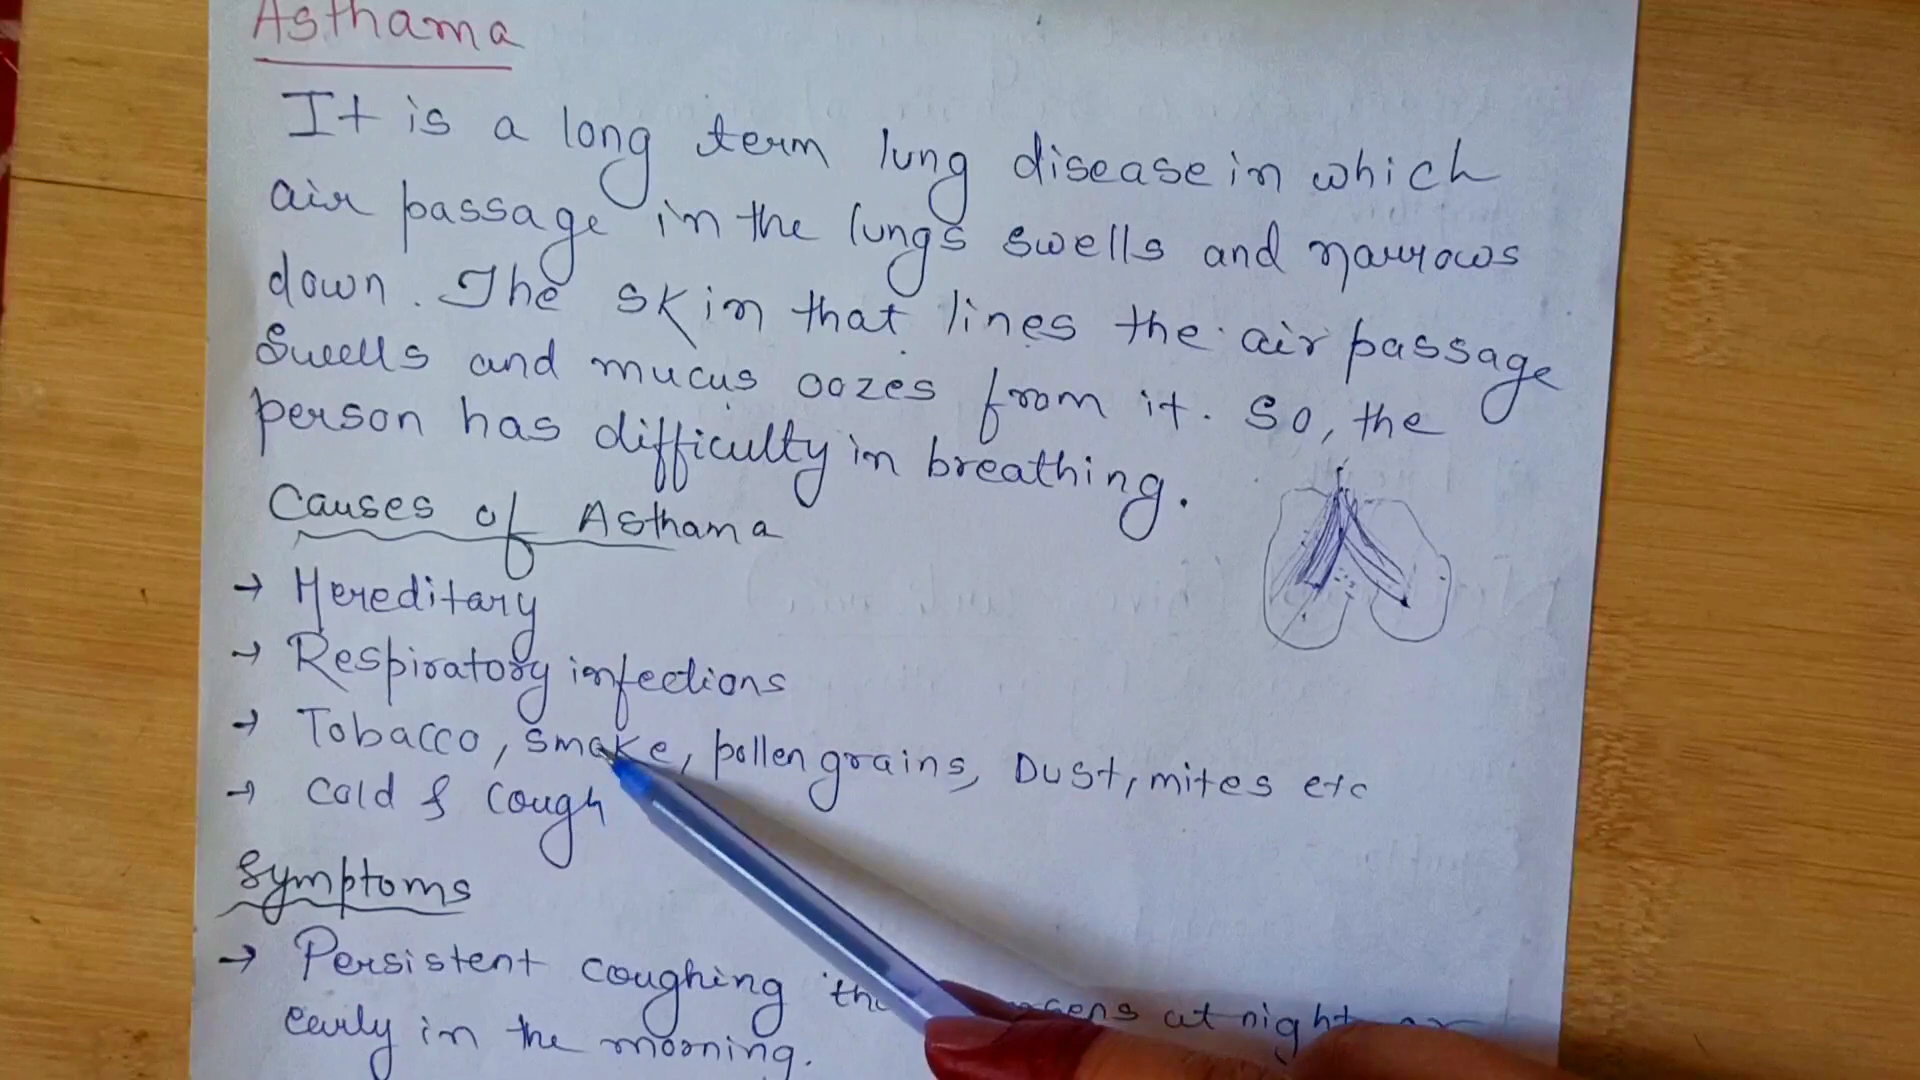 Asthama
It is a long term lung disease in which
air passage in the lungs swells and narrows
down. The skin that lines the air passage
Swells and mucus oozes from it. So, the
person has difficulty in breathing.
Causes of Asthama
→ Hereditary
→ Respiratory infections
→ Tobacco, smoke, pollen grains, Dust, mites etc
→ Cold & Cough
Symptoms
→ Persistent coughing at night or
early in the morning.